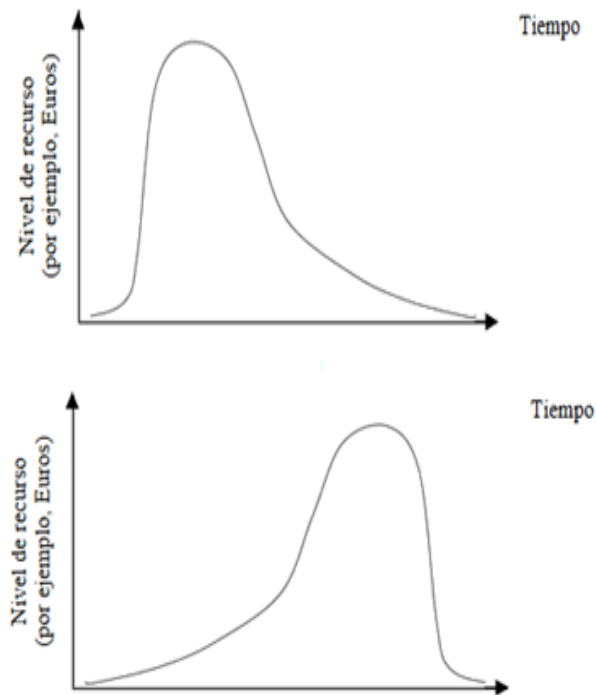 Tiempo
Nivel de recurso
(por ejemplo, Euros)
Tiempo
Nivel de recurso
(por ejemplo, Euros)